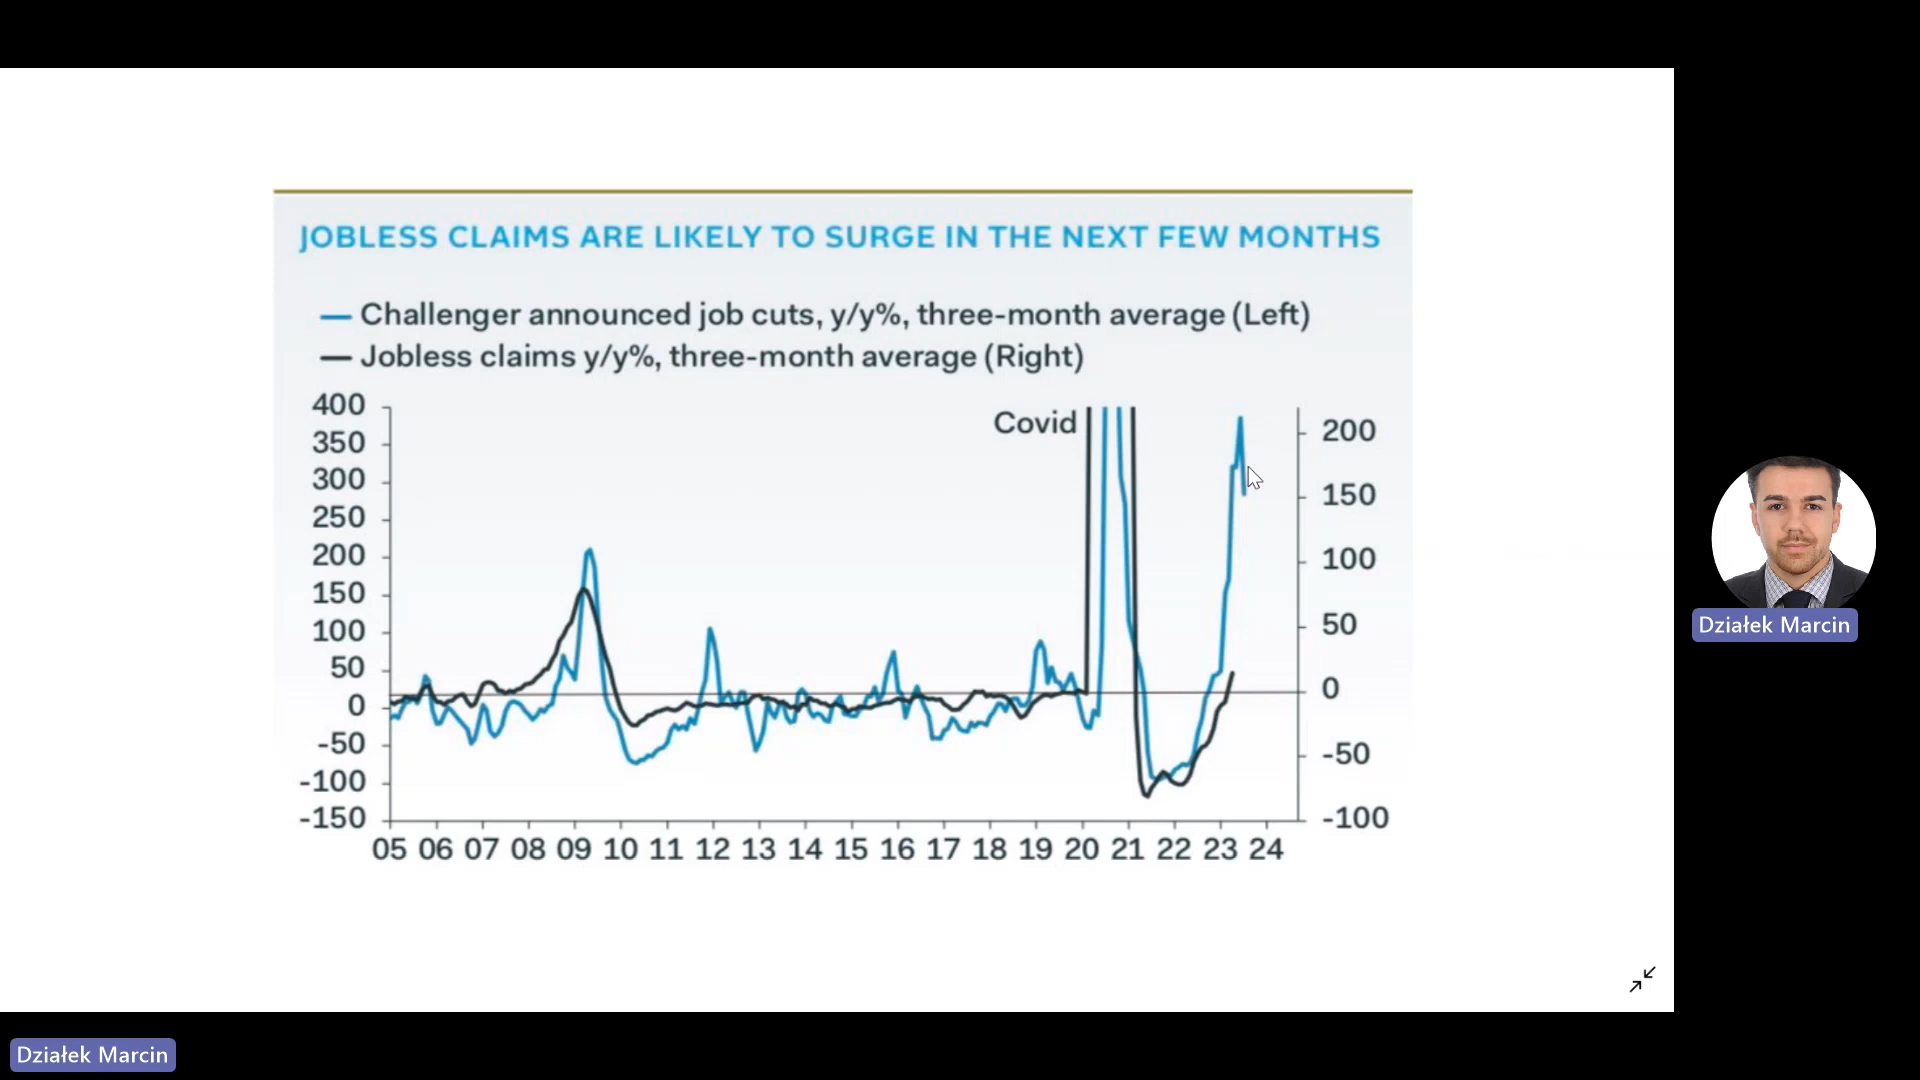 JOBLESS CLAIMS ARE LIKELY TO SURGE IN THE NEXT FEW MONTHS
Challenger announced job cuts, y/y%, three-month average (Left)
Jobless claims y/y%, three-month average (Right)
Covid
400
350
300
250
200
150
100
50
0
-50
-100
-150
200
150
100
50
0
-50
-100
05 06 07 08 09 10 11 12 13 14 15 16 17 18 19 20 21 22 23 24
Działek Marcin
Działek Marcin